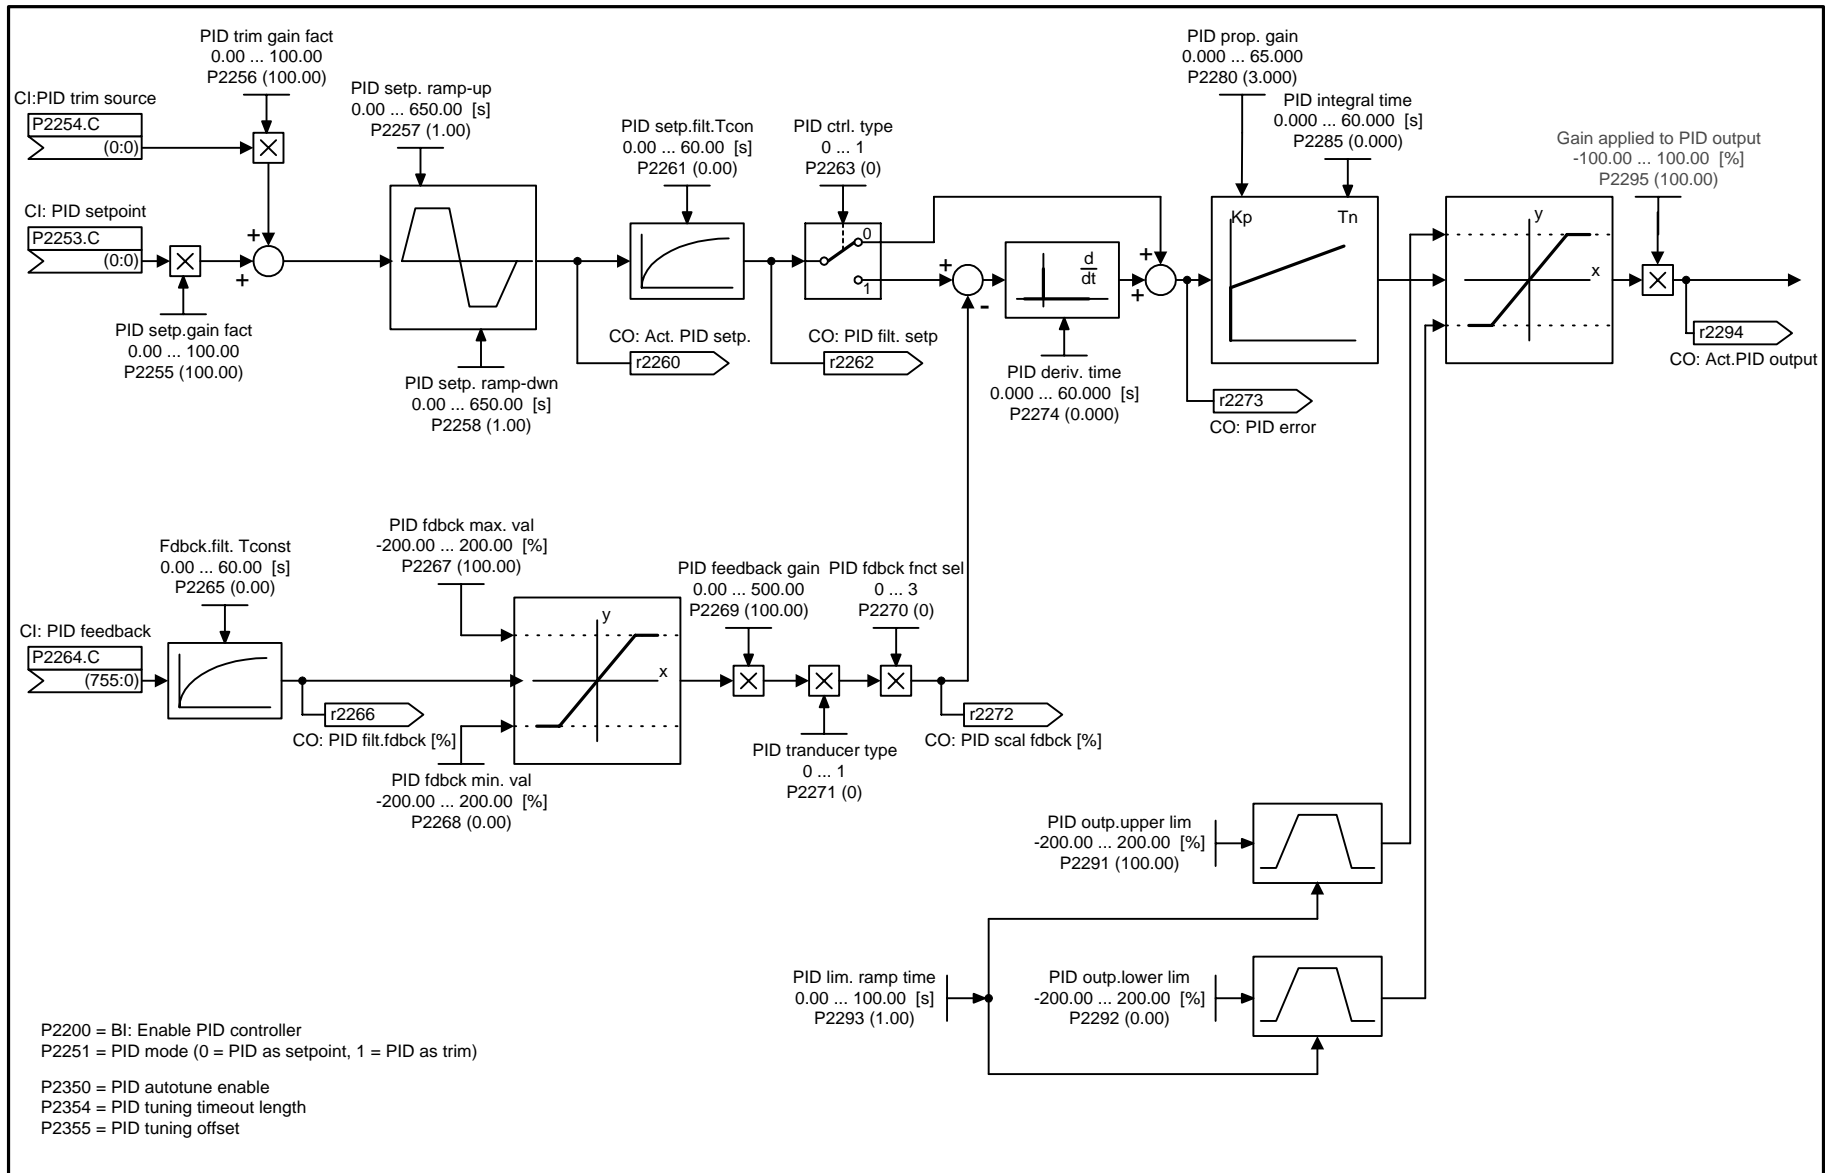 PID trim gain fact
0.00 ... 100.00
P2256 (100.00)
CI:PID trim source
P2254.C
(0:0)
CI: PID setpoint
P2253.C
(0:0)
+
+
PID setp.gain fact
0.00 ... 100.00
P2255 (100.00)
PID setp. ramp-up
0.00 ... 650.00 [s]
P2257 (1.00)
PID setp. ramp-dwn
0.00 ... 650.00 [s]
P2258 (1.00)
PID setp.filt.Tcon
0.00 ... 60.00 [s]
P2261 (0.00)
CO: Act. PID setp.
r2260
PID ctrl. type
0 ... 1
P2263 (0)
0
1
CO: PID filt. setp
r2262
+
-
d
dt
PID deriv. time
0.000 ... 60.000 [s]
P2274 (0.000)
+
+
r2273
CO: PID error
PID prop. gain
0.000 ... 65.000
P2280 (3.000)
PID integral time
0.000 ... 60.000 [s]
P2285 (0.000)
Kp
Tn
y
x
Gain applied to PID output
-100.00 ... 100.00 [%]
P2295 (100.00)
r2294
CO: Act.PID output
Fdbck.filt. Tconst
0.00 ... 60.00 [s]
P2265 (0.00)
CI: PID feedback
P2264.C
(755:0)
r2266
CO: PID filt.fdbck [%]
PID fdbck max. val
-200.00 ... 200.00 [%]
P2267 (100.00)
y
x
PID fdbck min. val
-200.00 ... 200.00 [%]
P2268 (0.00)
PID feedback gain
0.00 ... 500.00
P2269 (100.00)
PID fdbck fnct sel
0 ... 3
P2270 (0)
PID tranducer type
0 ... 1
P2271 (0)
r2272
CO: PID scal fdbck [%]
PID outp.upper lim
-200.00 ... 200.00 [%]
P2291 (100.00)
PID lim. ramp time
0.00 ... 100.00 [s]
P2293 (1.00)
PID outp.lower lim
-200.00 ... 200.00 [%]
P2292 (0.00)
P2200 = BI: Enable PID controller
P2251 = PID mode (0 = PID as setpoint, 1 = PID as trim)
P2350 = PID autotune enable
P2354 = PID tuning timeout length
P2355 = PID tuning offset